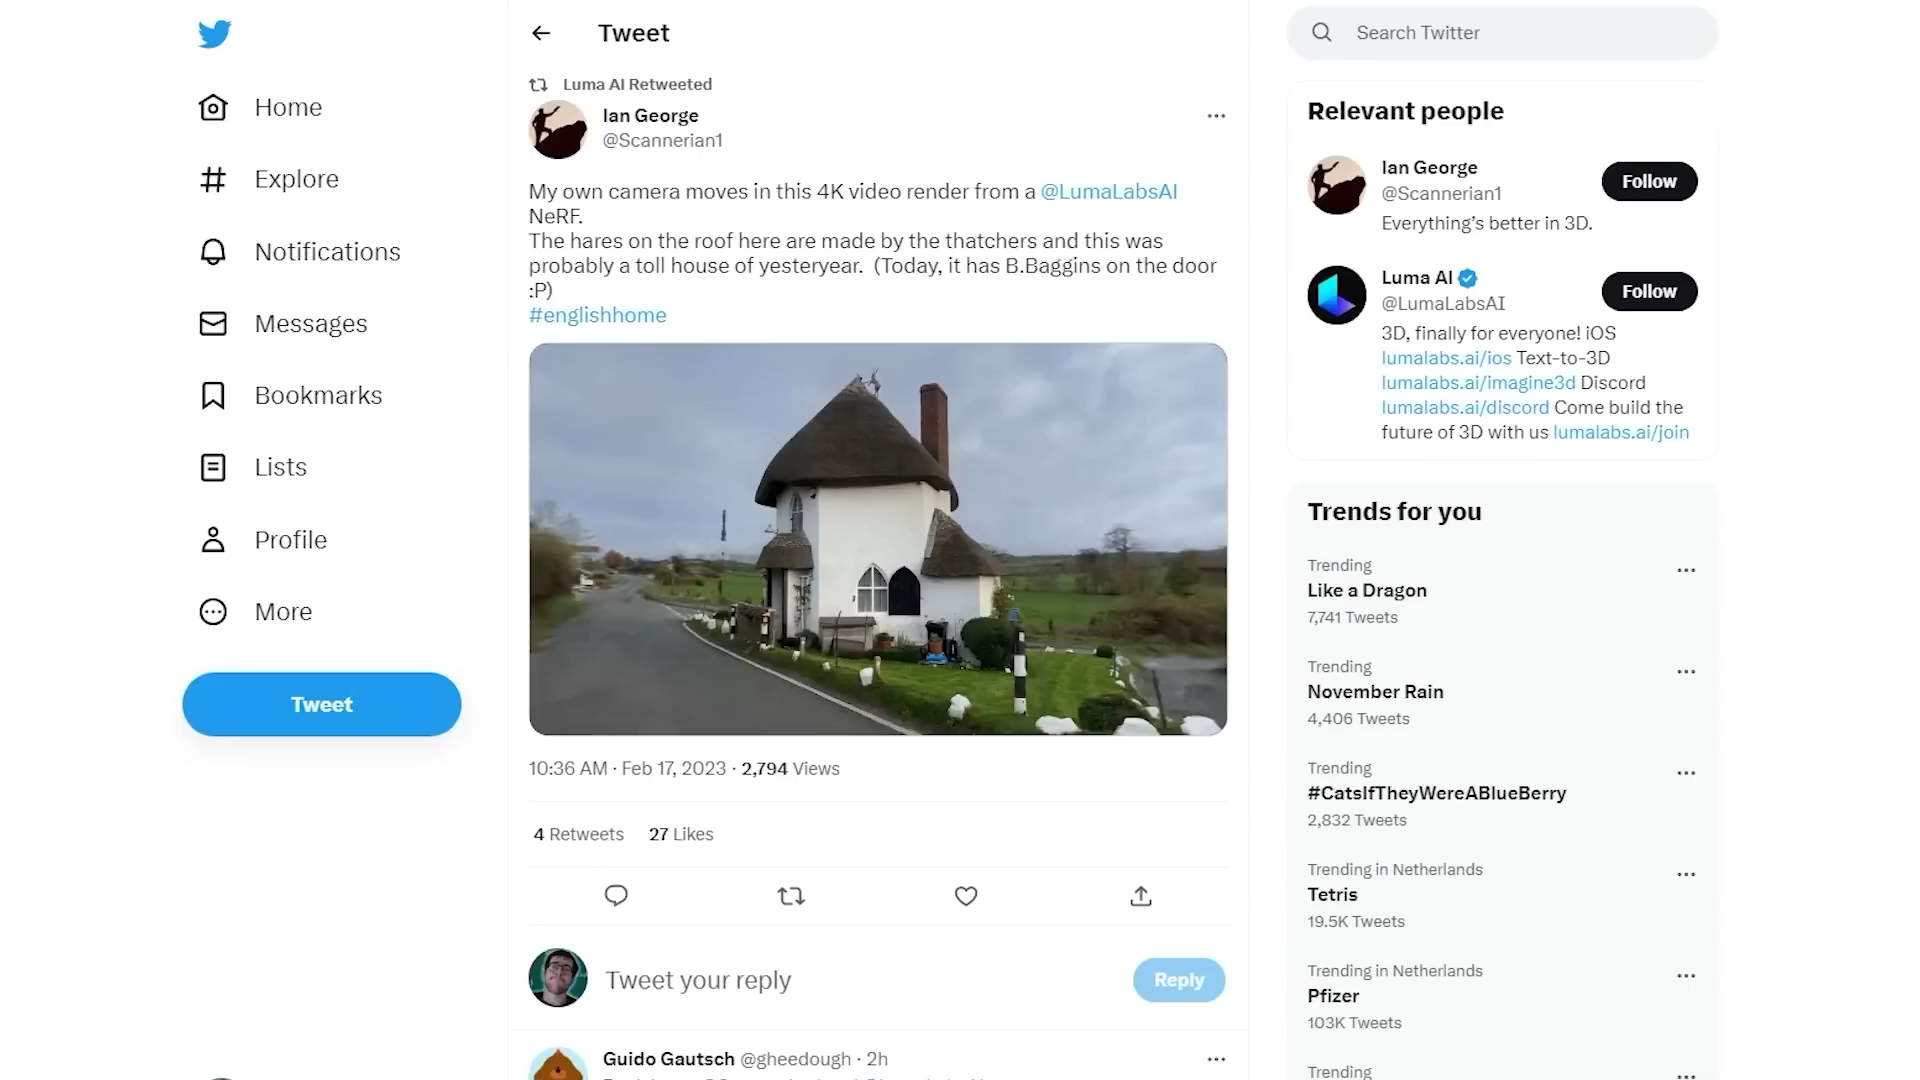 Home
Explore
Notifications
Messages
Bookmarks
Lists
Profile
More
Tweet
Tweet
Luma AI Retweeted
Ian George
@Scannerian1
My own camera moves in this 4K video render from a @LumaLabsAI
NeRF.
The hares on the roof here are made by the thatchers and this was
probably a toll house of yesteryear. (Today, it has B.Baggins on the door
:P)
#englishhome
10:36 AM · Feb 17, 2023 · 2,794 Views
4 Retweets 27 Likes
Tweet your reply
Reply
Guido Gautsch @gheedough · 2h
Search Twitter
Relevant people
Ian George
@Scannerian1
Follow
Everything’s better in 3D.
Luma AI
@LumaLabsAI
Follow
3D, finally for everyone! iOS
lumalabs.ai/ios Text-to-3D
lumalabs.ai/imagine3d Discord
lumalabs.ai/discord Come build the
future of 3D with us lumalabs.ai/join
Trends for you
Trending
Like a Dragon
7,741 Tweets
Trending
November Rain
4,406 Tweets
Trending
#CatsIfTheyWereABlueBerry
2,832 Tweets
Trending in Netherlands
Tetris
19.5K Tweets
Trending in Netherlands
Pfizer
103K Tweets
Trending